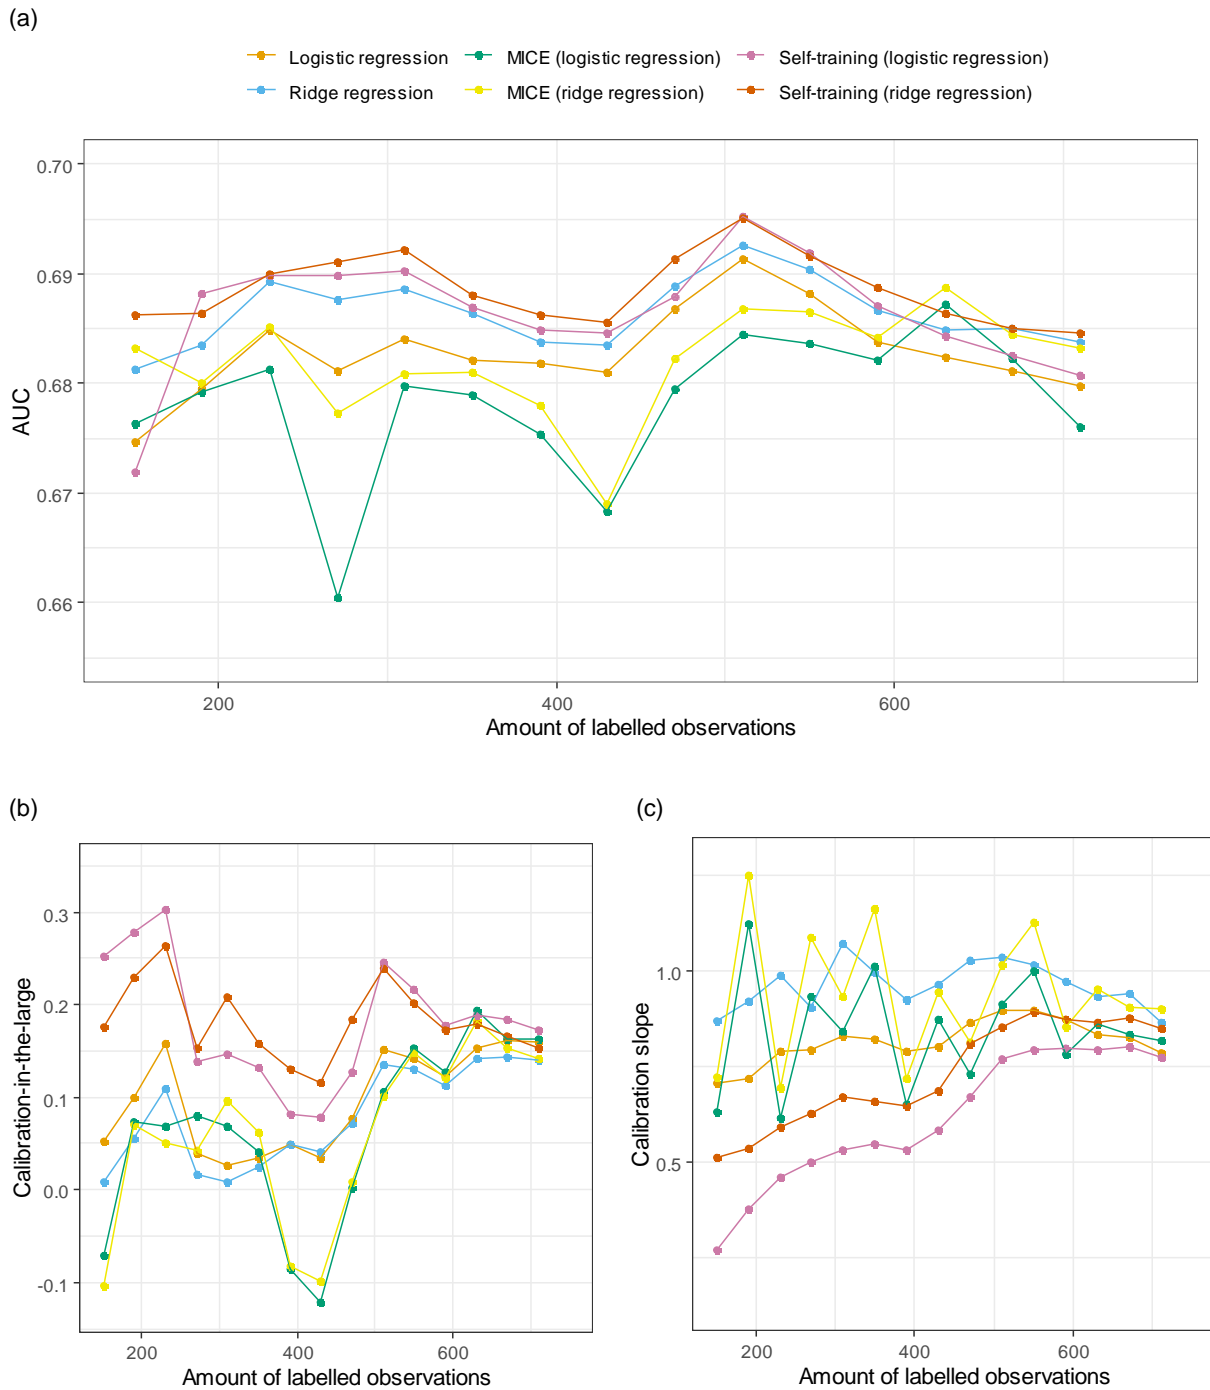 (a)
Logistic regression MICE (logistic regression) Self-training (logistic regression)
Ridge regression MICE (ridge regression) Self-training (ridge regression)
0.70
0.69
0.68
0.67
0.66
AUC
200 400 600
Amount of labelled observations
(b)
0.3
0.2
0.1
0.0
-0.1
Calibration-in-the-large
200 400 600
Amount of labelled observations
(c)
1.0
0.5
Calibration slope
200 400 600
Amount of labelled observations